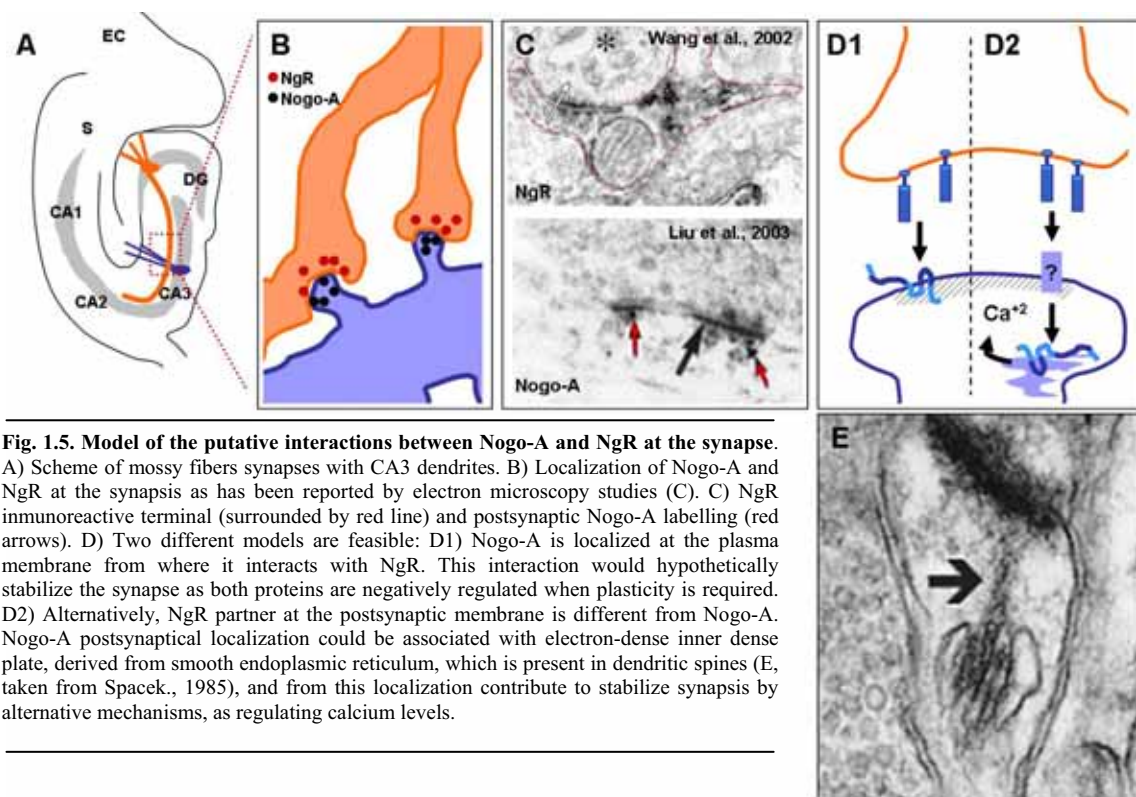 A
EC
S
DG
CA1
CA2
CA3
B
NgR
Nogo-A
C
Wang et al., 2002
*
NgR
Liu et al., 2003
Nogo-A
D1
D2
?
Ca+2
Fig. 1.5. Model of the putative interactions between Nogo-A and NgR at the synapse.
A) Scheme of mossy fibers synapses with CA3 dendrites. B) Localization of Nogo-A and
NgR at the synapsis as has been reported by electron microscopy studies (C). C) NgR
inmunoreactive terminal (surrounded by red line) and postsynaptic Nogo-A labelling (red
arrows). D) Two different models are feasible: D1) Nogo-A is localized at the plasma
membrane from where it interacts with NgR. This interaction would hypothetically
stabilize the synapse as both proteins are negatively regulated when plasticity is required.
D2) Alternatively, NgR partner at the postsynaptic membrane is different from Nogo-A.
Nogo-A postsynaptical localization could be associated with electron-dense inner dense
plate, derived from smooth endoplasmic reticulum, which is present in dendritic spines (E,
taken from Spacek., 1985), and from this localization contribute to stabilize synapsis by
alternative mechanisms, as regulating calcium levels.
E